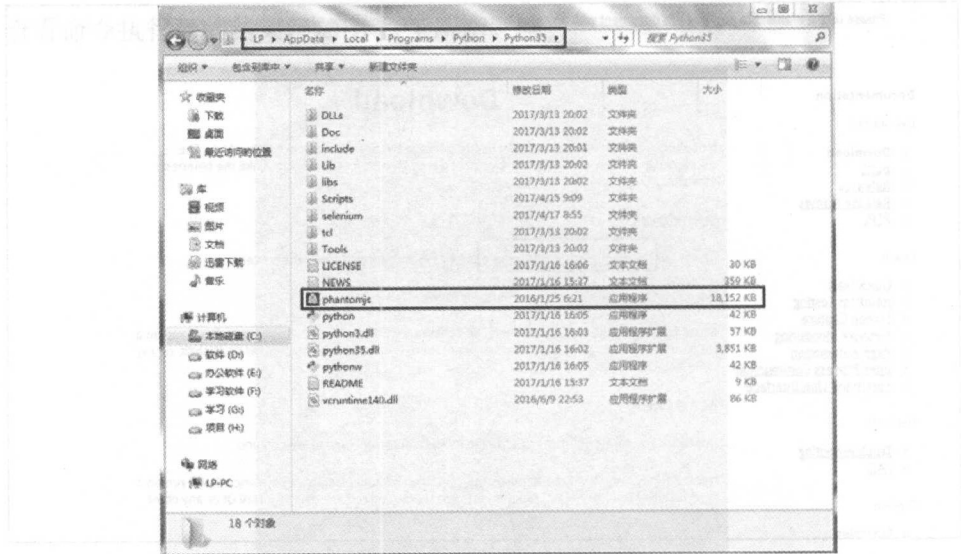 LP ▸ AppData ▸ Local ▸ Programs ▸ Python ▸ Python35 ▸ 搜索 Python35
组织 包含到库中 共享 新建文件夹
名称 修改日期 类型 大小
收藏夹
下载
桌面
最近访问的位置
库
视频
图片
文档
迅雷下载
音乐
计算机
本地磁盘 (C:)
软件 (D:)
办公软件 (E:)
学习软件 (F:)
学习 (G:)
项目 (H:)
网络
LP-PC
DLLs 2017/3/13 20:02 文件夹
Doc 2017/3/13 20:02 文件夹
include 2017/3/13 20:01 文件夹
Lib 2017/3/13 20:02 文件夹
libs 2017/3/13 20:02 文件夹
Scripts 2017/4/15 9:09 文件夹
selenium 2017/4/17 8:55 文件夹
tcl 2017/3/13 20:02 文件夹
Tools 2017/3/13 20:02 文件夹
LICENSE 2017/1/16 16:06 文本文档 30 KB
NEWS 2017/1/16 15:37 文本文档 359 KB
phantomjs 2016/1/25 6:21 应用程序 18,152 KB
python 2017/1/16 16:05 应用程序 42 KB
python3.dll 2017/1/16 16:03 应用程序扩展 57 KB
python35.dll 2017/1/16 16:02 应用程序扩展 3,851 KB
pythonw 2017/1/16 16:05 应用程序 42 KB
README 2017/1/16 15:37 文本文档 9 KB
vcruntime140.dll 2016/6/9 22:53 应用程序扩展 86 KB
18 个对象